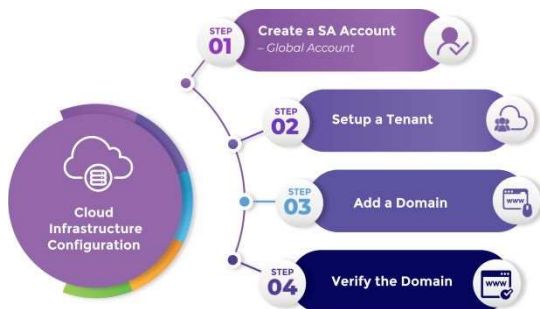 STEP
01
Create a SA Account
– Global Account
STEP
02
Setup a Tenant
STEP
03
Add a Domain
www
STEP
04
Verify the Domain
www
Cloud
Infrastructure
Configuration